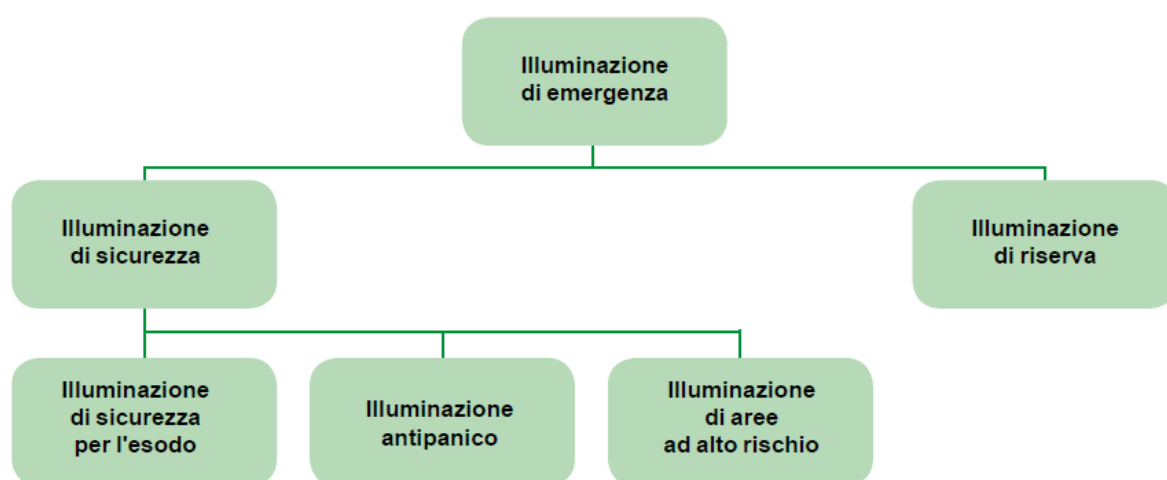 Illuminazione
di emergenza
Illuminazione
di sicurezza
Illuminazione
di riserva
Illuminazione
di sicurezza
per l'esodo
Illuminazione
antipanico
Illuminazione
di aree
ad alto rischio